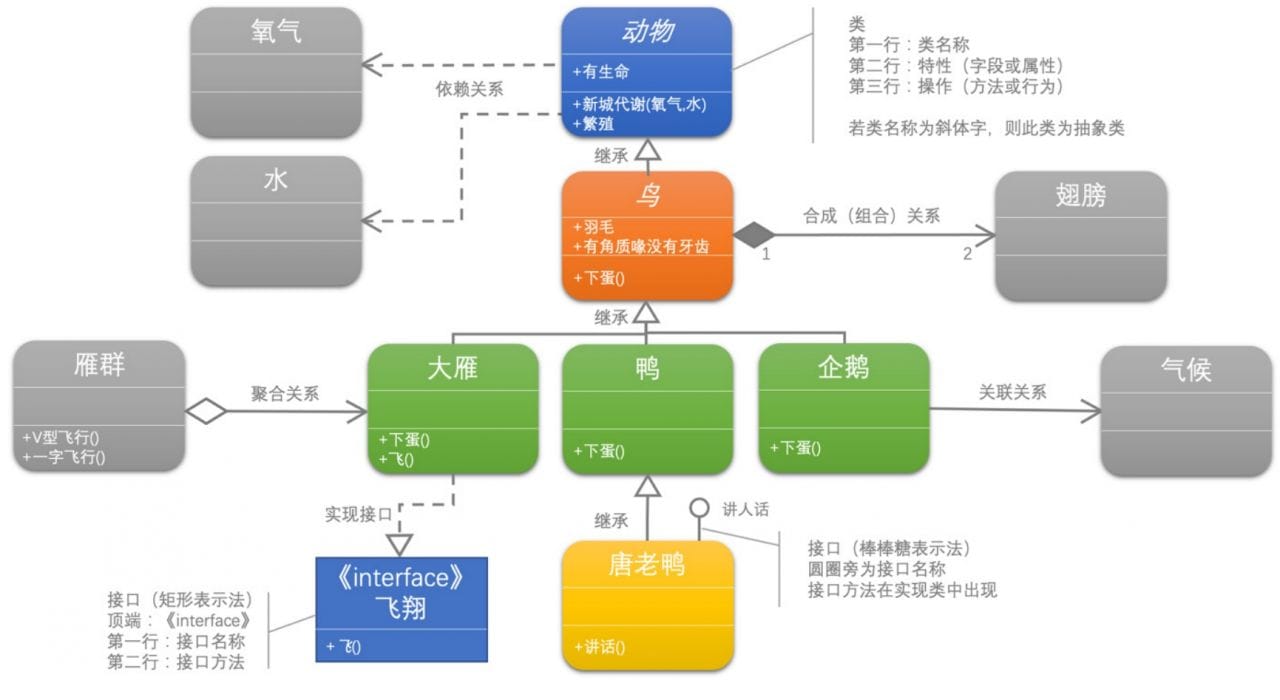 氧气
动物
+有生命
+新城代谢(氧气,水)
+繁殖
类
第一行：类名称
第二行：特性（字段或属性）
第三行：操作（方法或行为）
若类名称为斜体字，则此类为抽象类
依赖关系
水
继承
鸟
+羽毛
+有角质喙没有牙齿
+下蛋()
合成（组合）关系
1
2
翅膀
继承
雁群
+V型飞行()
+一字飞行()
聚合关系
大雁
+下蛋()
+飞()
鸭
+下蛋()
企鹅
+下蛋()
关联关系
气候
实现接口
继承
讲人话
《interface》
飞翔
+ 飞()
接口（矩形表示法）
顶端：《interface》
第一行：接口名称
第二行：接口方法
唐老鸭
+讲话()
接口（棒棒糖表示法）
圆圈旁为接口名称
接口方法在实现类中出现